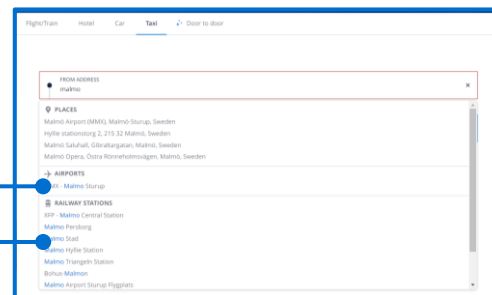 Flight/Train Hotel Car Taxi Door to door
FROM ADDRESS
malmo
PLACES
Malmö Airport (MMX), Malmö-Sturup, Sweden
Hyllie stationstorg 2, 215 32 Malmö, Sweden
Malmö Saluhall, Gibraltargatan, Malmö, Sweden
Malmö Opera, Östra Rönneholmsvägen, Malmö, Sweden
AIRPORTS
- Malmo Sturup
RAILWAY STATIONS
XFP - Malmo Central Station
Malmo Persborg
Malmo Stad
Malmo Hyllie Station
Malmo Triangeln Station
Bohus-Malmon
Malmo Airport Sturup Flygplats